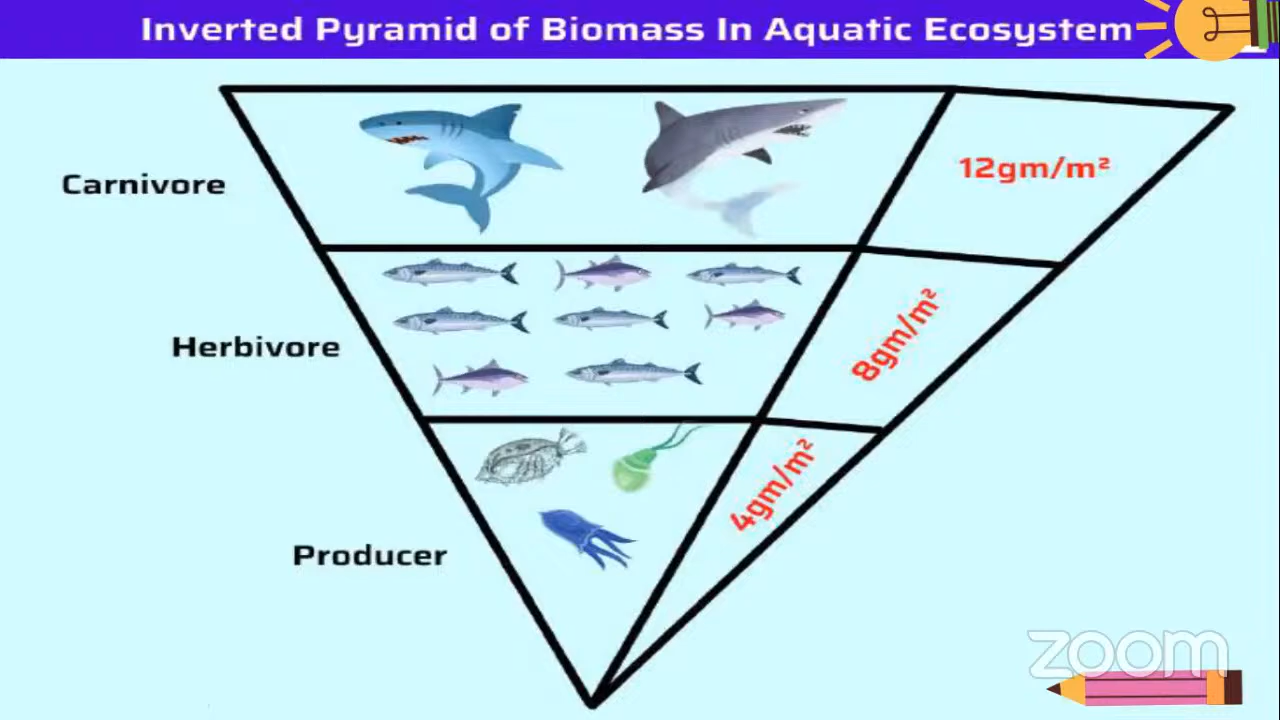 Inverted Pyramid of Biomass In Aquatic Ecosystem
Carnivore
12gm/m²
Herbivore
8gm/m²
Producer
4gm/m²
zoom